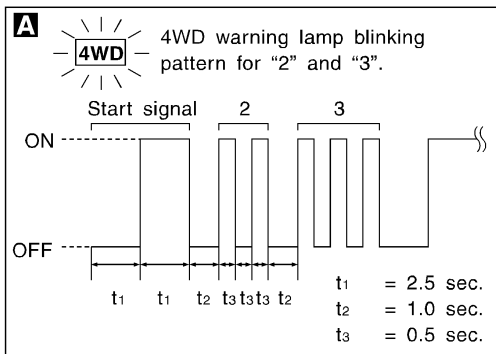 A
4WD
4WD warning lamp blinking
pattern for “2” and “3”.
Start signal 2 3
ON
OFF
t1 t1 t2 t3 t3 t3 t2
t1 = 2.5 sec.
t2 = 1.0 sec.
t3 = 0.5 sec.